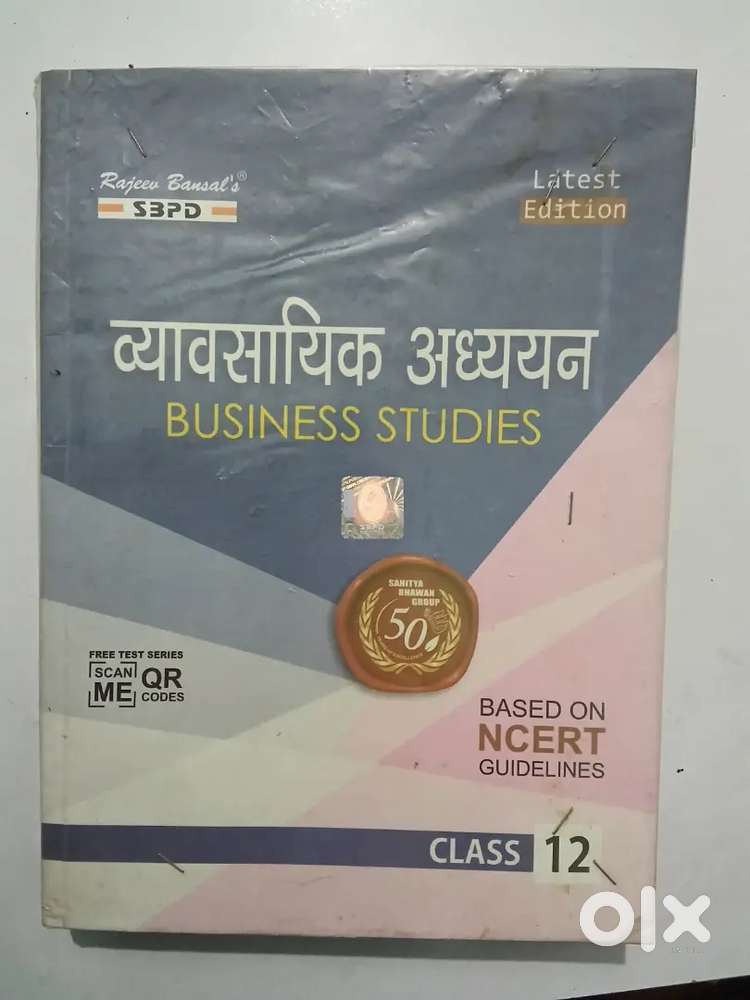 Rajeev Bansal's®
SBPD
Latest
Edition
व्यावसायिक अध्ययन
BUSINESS STUDIES
SBPD
SAHITYA
BHAWAN
GROUP
50
FREE TEST SERIES
SCAN
ME
QR
CODES
BASED ON
NCERT
GUIDELINES
CLASS 12
olx